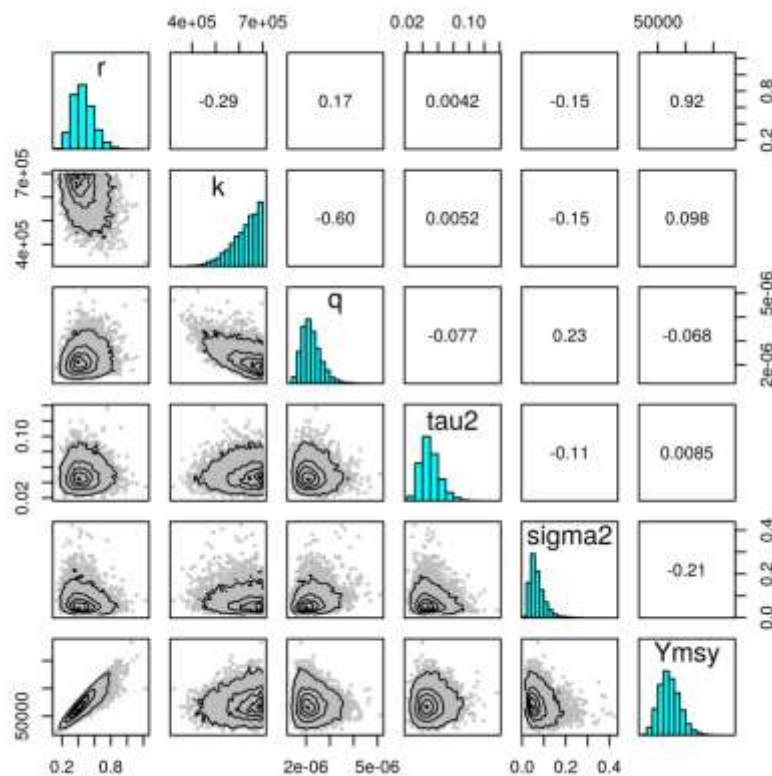 4e+05 7e+05 0.02 0.10 50000
r -0.29 0.17 0.0042 -0.15 0.92 0.2 0.8
4e+05 7e+05 k -0.60 0.0052 -0.15 0.098
q -0.077 0.23 -0.068 2e-06 5e-06
0.02 0.10 tau2 -0.11 0.0085
sigma2 -0.21 0.0 0.2 0.4
50000 Ymsy
0.2 0.8 2e-06 5e-06 0.0 0.2 0.4